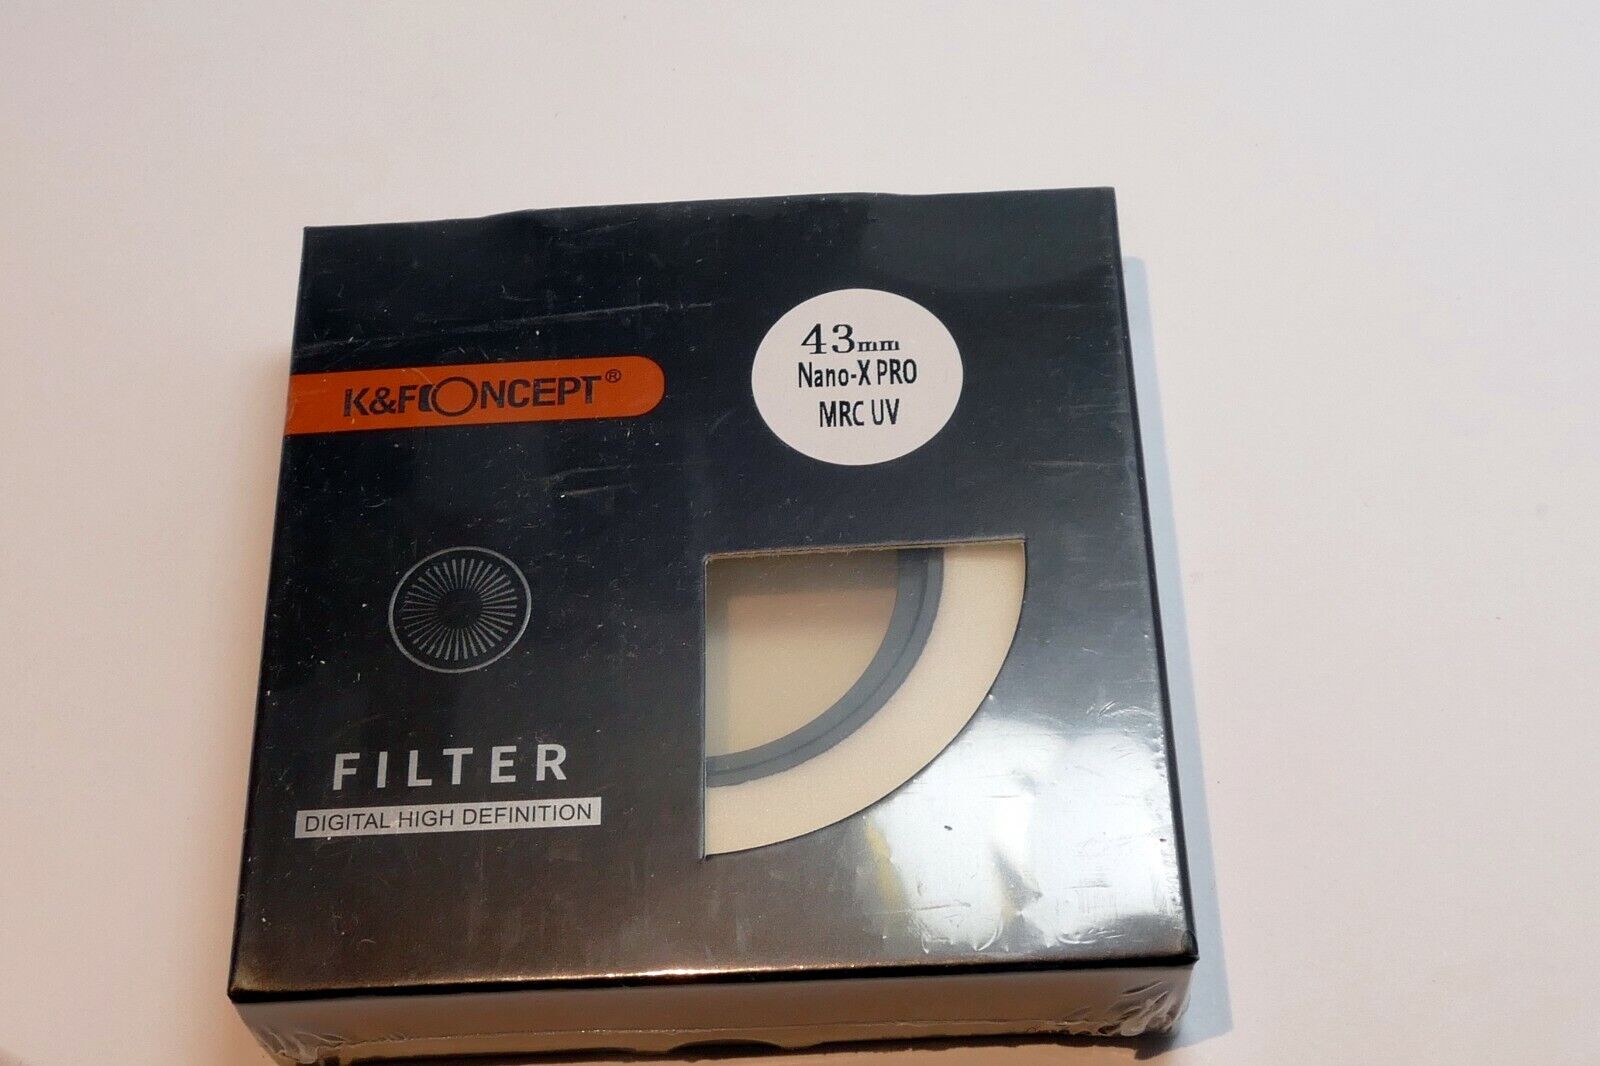 K&F CONCEPT®
43mm
Nano-X PRO
MRC UV
FILTER
DIGITAL HIGH DEFINITION